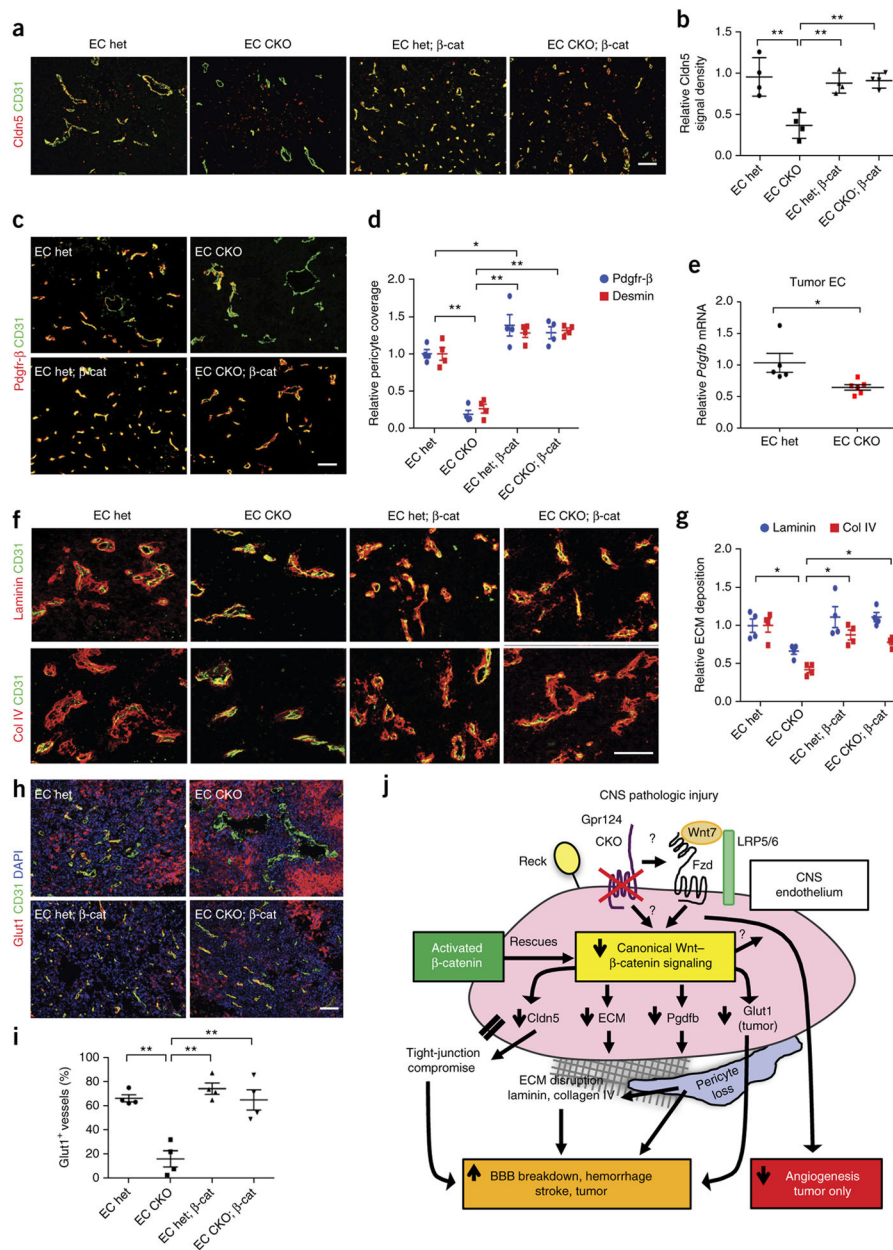 a
EC het
EC CKO
EC het; β-cat
EC CKO; β-cat
Cldn5 CD31
b
Relative Cldn5
signal density
1.5
1.0
0.5
0
**
**
**
EC het
EC CKO
EC het; β-cat
EC CKO; β-cat
c
EC het
EC CKO
EC het; β-cat
EC CKO; β-cat
Pdgfr-β CD31
d
Relative pericyte coverage
2.0
1.5
1.0
0.5
0
*
**
**
**
Pdgfr-β
Desmin
EC het
EC CKO
EC het; β-cat
EC CKO; β-cat
e
Tumor EC
Relative Pdgfb mRNA
2.0
1.5
1.0
0.5
0
*
EC het
EC CKO
f
EC het
EC CKO
EC het; β-cat
EC CKO; β-cat
Laminin CD31
Col IV CD31
g
Laminin
Col IV
Relative ECM deposition
2.0
1.5
1.0
0.5
0
*
*
*
EC het
EC CKO
EC het; β-cat
EC CKO; β-cat
h
EC het
EC CKO
EC het; β-cat
EC CKO; β-cat
Glut1 CD31 DAPI
i
Glut1+ vessels (%)
100
80
60
40
20
0
**
**
**
EC het
EC CKO
EC het; β-cat
EC CKO; β-cat
j
CNS pathologic injury
Gpr124
CKO
?
Wnt7
LRP5/6
Reck
Fzd
CNS
endothelium
?
?
Activated
β-catenin
Rescues
Canonical Wnt–
β-catenin signaling
Cldn5
ECM
Pgdfb
Glut1
(tumor)
Tight-junction
compromise
ECM disruption
laminin, collagen IV
Pericyte
loss
BBB breakdown, hemorrhage
stroke, tumor
Angiogenesis
tumor only